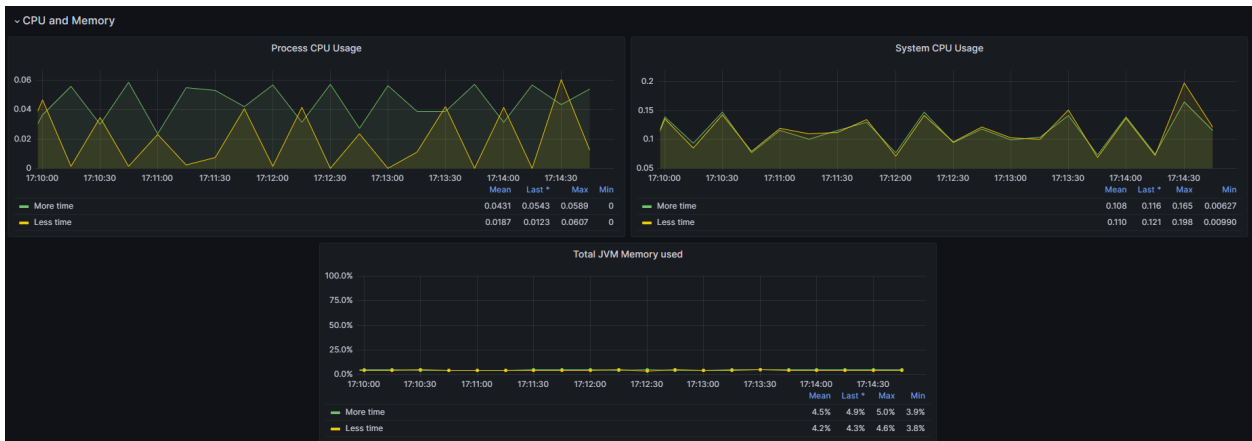 CPU and Memory
Process CPU Usage
0.06
0.04
0.02
0
17:10:00 17:10:30 17:11:00 17:11:30 17:12:00 17:12:30 17:13:00 17:13:30 17:14:00 17:14:30
Mean Last * Max Min
More time 0.0431 0.0543 0.0589 0
Less time 0.0187 0.0123 0.0607 0
System CPU Usage
0.2
0.15
0.1
0.05
17:10:00 17:10:30 17:11:00 17:11:30 17:12:00 17:12:30 17:13:00 17:13:30 17:14:00 17:14:30
Mean Last * Max Min
More time 0.108 0.116 0.165 0.00627
Less time 0.110 0.121 0.198 0.00990
Total JVM Memory used
100.0%
75.0%
50.0%
25.0%
0.0%
17:10:00 17:10:30 17:11:00 17:11:30 17:12:00 17:12:30 17:13:00 17:13:30 17:14:00 17:14:30
Mean Last * Max Min
More time 4.5% 4.9% 5.0% 3.9%
Less time 4.2% 4.3% 4.6% 3.8%